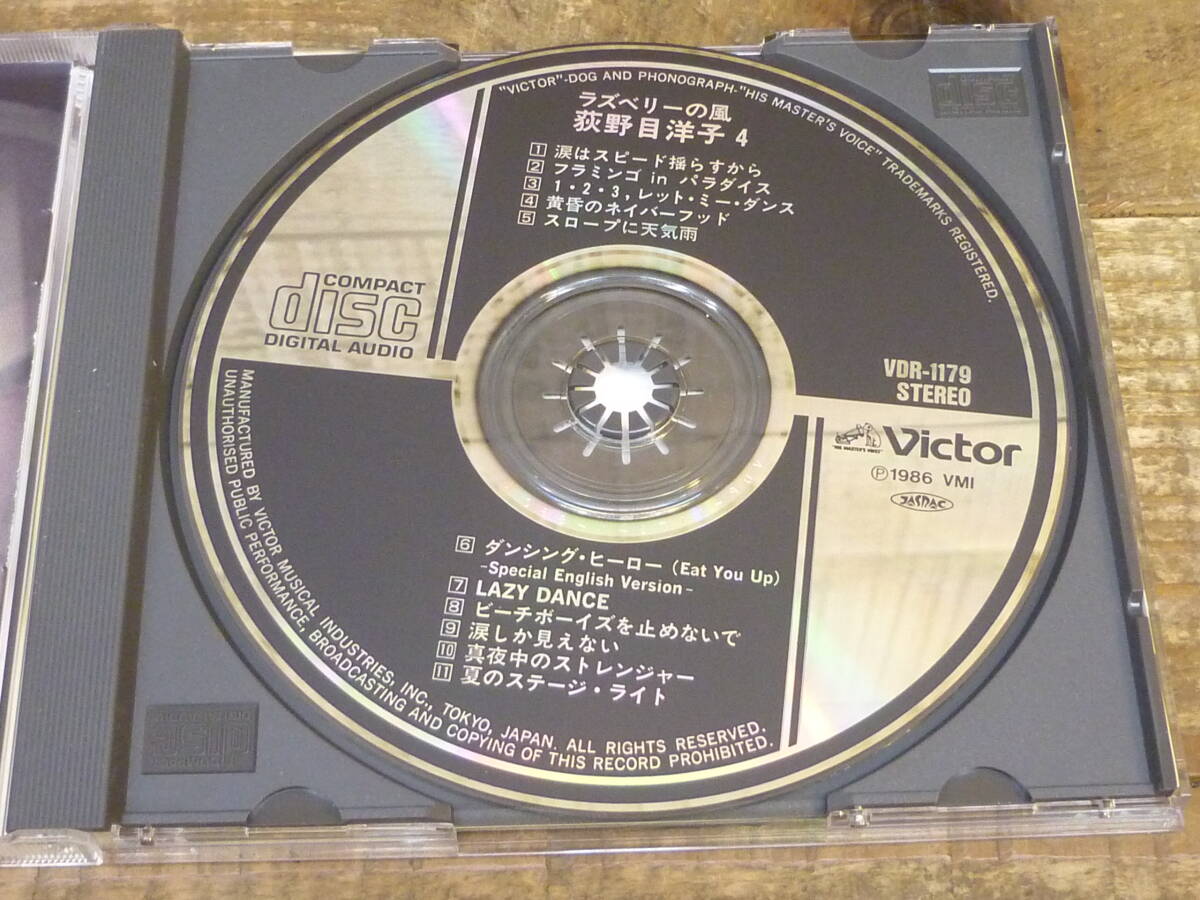 "VICTOR"-DOG AND PHONOGRAPH-"HIS MASTER'S VOICE" TRADEMARKS REGISTERED.
ラズベリーの風
荻野目洋子 4
1 涙はスピード揺らすから
2 フラミンゴ in パラダイス
3 1・2・3, レット・ミー・ダンス
4 黄昏のネイバーフッド
5 スロープに天気雨
COMPACT
disc
DIGITAL AUDIO
VDR-1179
STEREO
"HIS MASTER'S VOICE"
Victor
Ⓟ1986 VMI
JASRAC
6 ダンシング・ヒーロー (Eat You Up)
-Special English Version-
7 LAZY DANCE
8 ビーチボーイズを止めないで
9 涙しか見えない
10 真夜中のストレンジャー
11 夏のステージ・ライト
MANUFACTURED BY VICTOR MUSICAL INDUSTRIES, INC., TOKYO, JAPAN. ALL RIGHTS RESERVED.
UNAUTHORISED PUBLIC PERFORMANCE, BROADCASTING AND COPYING OF THIS RECORD PROHIBITED.
disc
disc